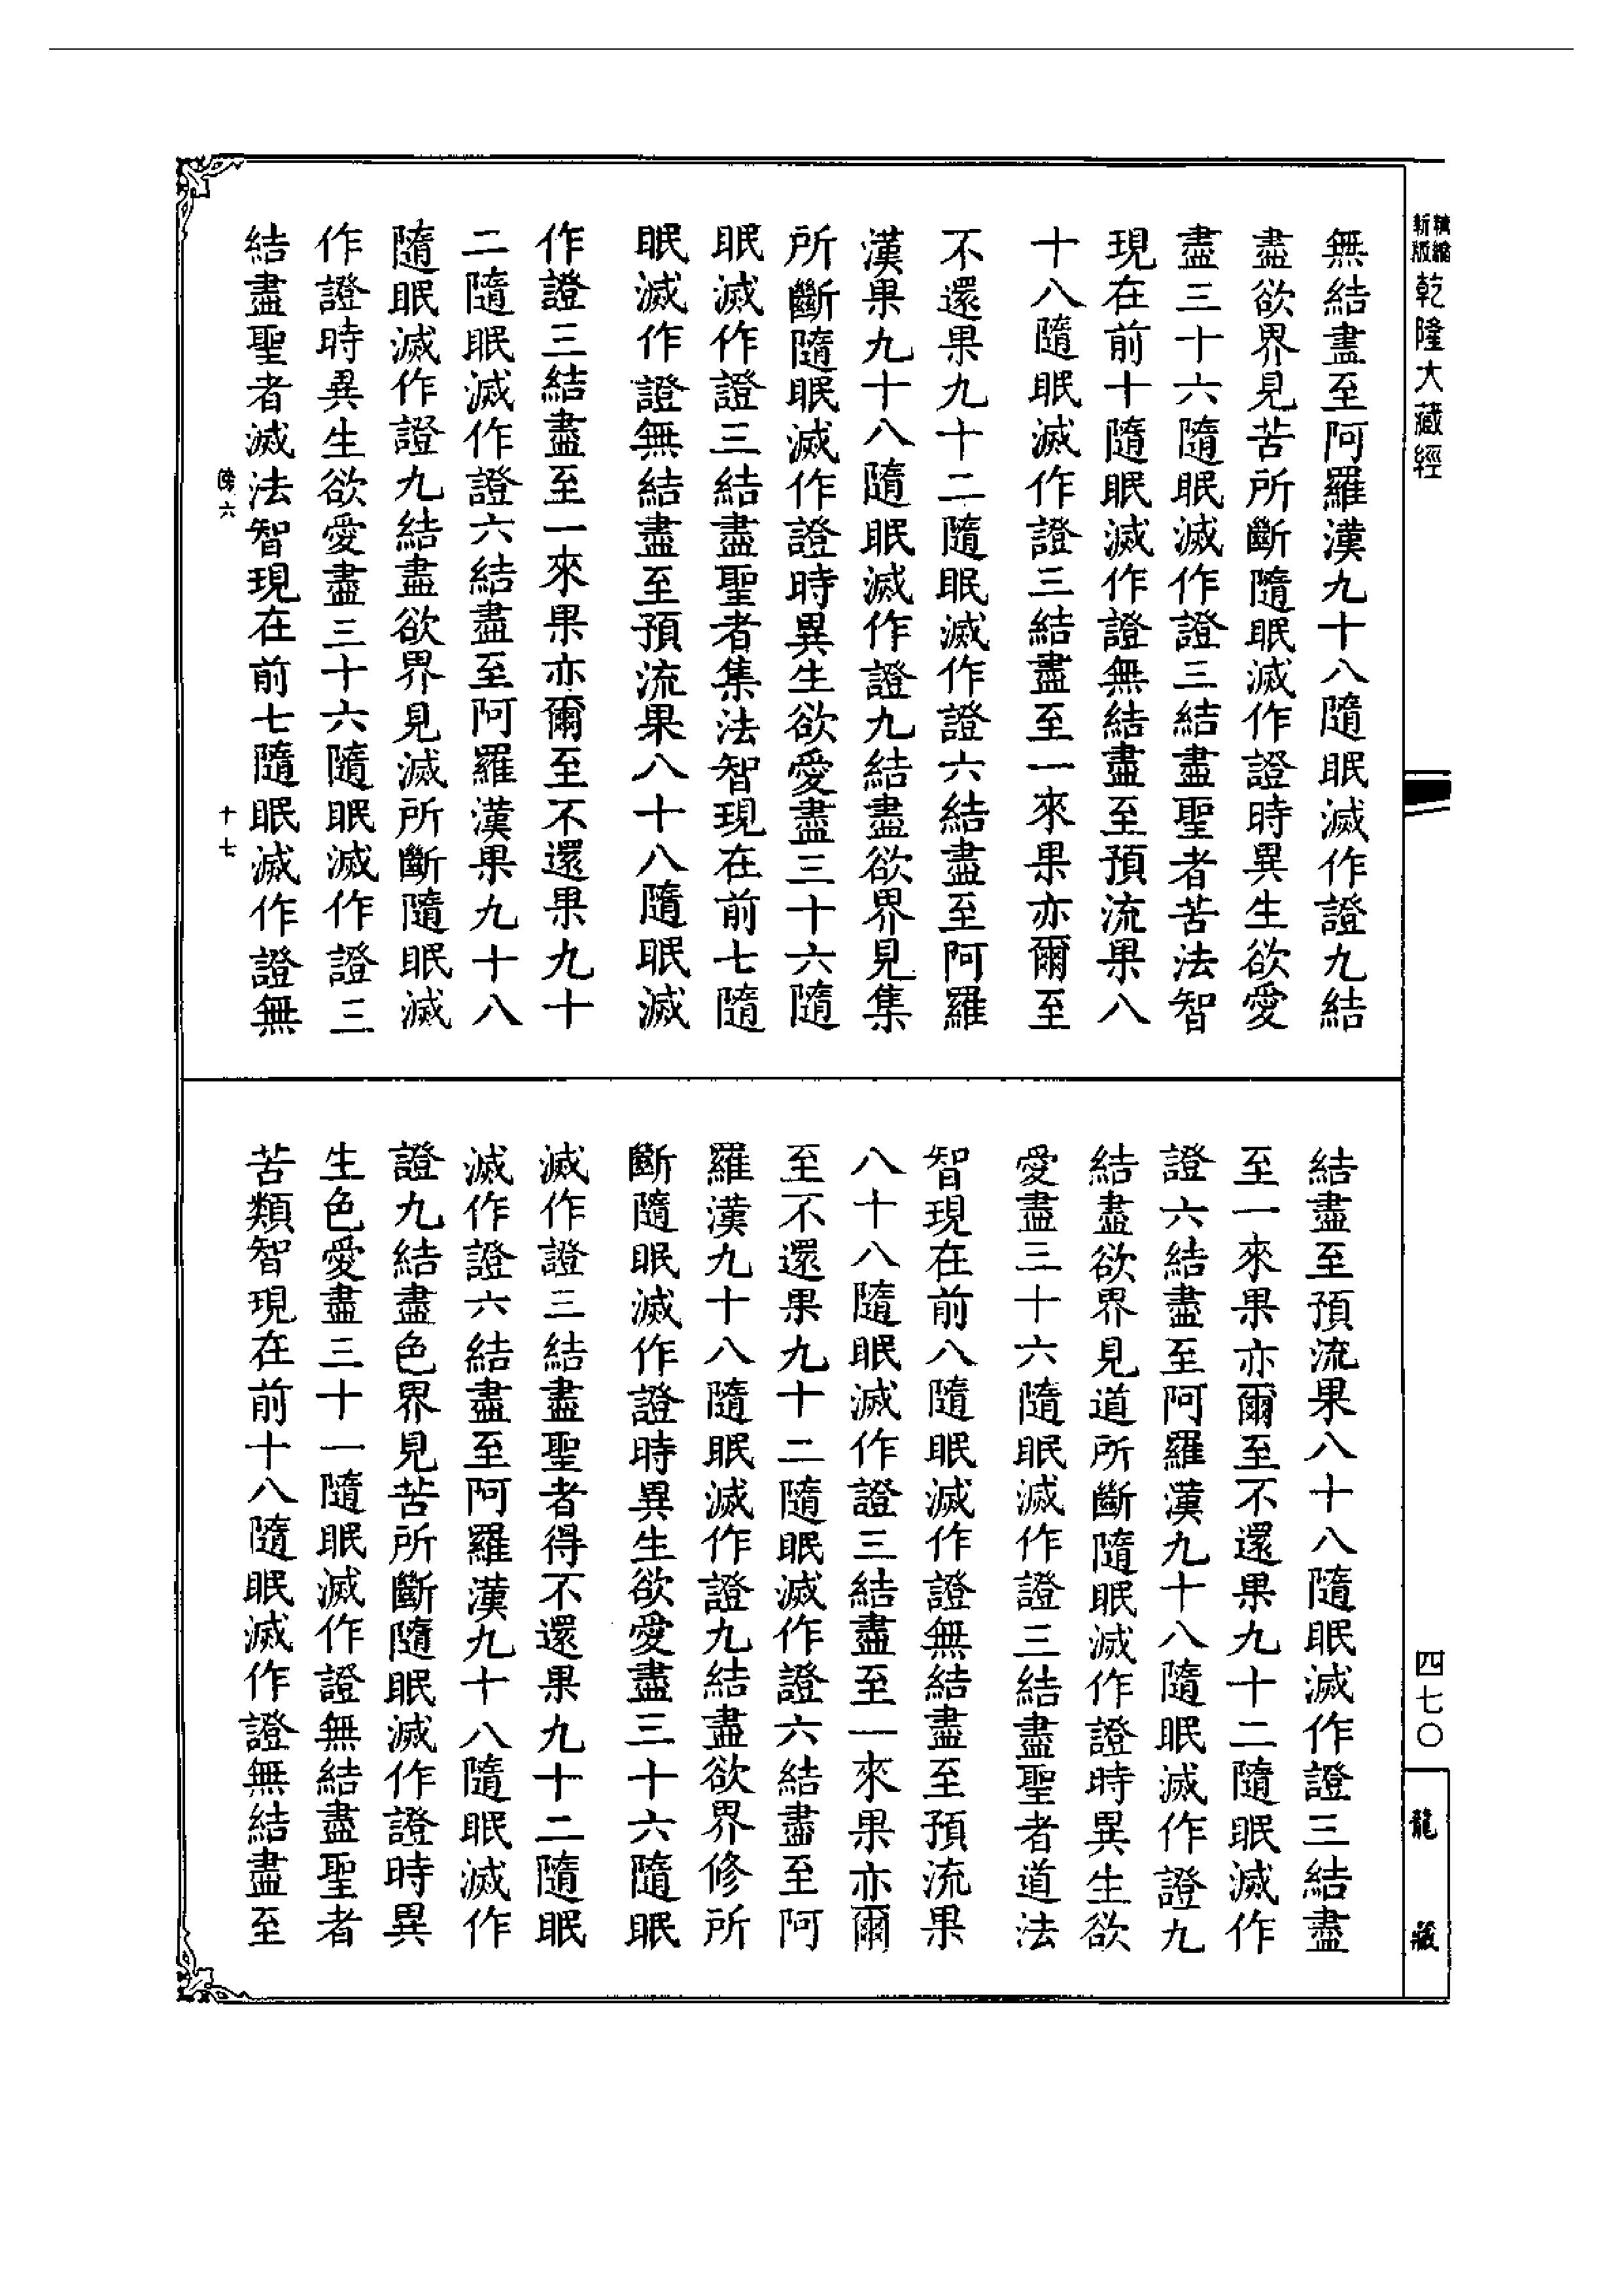 精縮新版乾隆大藏經
四七〇
龍藏
無結盡至阿羅漢九十八隨眠滅作證九結
盡欲界見苦所斷隨眠滅作證時異生欲愛
盡三十六隨眠滅作證三結盡聖者苦法智
現在前十隨眠滅作證無結盡至預流果八
十八隨眠滅作證三結盡至一來果亦爾至
不還果九十二隨眠滅作證六結盡至阿羅
漢果九十八隨眠滅作證九結盡欲界見集
所斷隨眠滅作證時異生欲愛盡三十六隨
眠滅作證三結盡聖者集法智現在前七隨
眠滅作證無結盡至預流果八十八隨眠滅
作證三結盡至一來果亦爾至不還果九十
二隨眠滅作證六結盡至阿羅漢果九十八
隨眠滅作證九結盡欲界見滅所斷隨眠滅
作證時異生欲愛盡三十六隨眠滅作證三
結盡聖者滅法智現在前七隨眠滅作證無
十七
結盡至預流果八十八隨眠滅作證三結盡
至一來果亦爾至不還果九十二隨眠滅作
證六結盡至阿羅漢九十八隨眠滅作證九
結盡欲界見道所斷隨眠滅作證時異生欲
愛盡三十六隨眠滅作證三結盡聖者道法
智現在前八隨眠滅作證無結盡至預流果
八十八隨眠滅作證三結盡至一來果亦爾
至不還果九十二隨眠滅作證六結盡至阿
羅漢九十八隨眠滅作證九結盡欲界修所
斷隨眠滅作證時異生欲愛盡三十六隨眠
滅作證三結盡聖者得不還果九十二隨眠
滅作證六結盡至阿羅漢九十八隨眠滅作
證九結盡色界見苦所斷隨眠滅作證時異
生色愛盡三十一隨眠滅作證無結盡聖者
苦類智現在前十八隨眠滅作證無結盡至